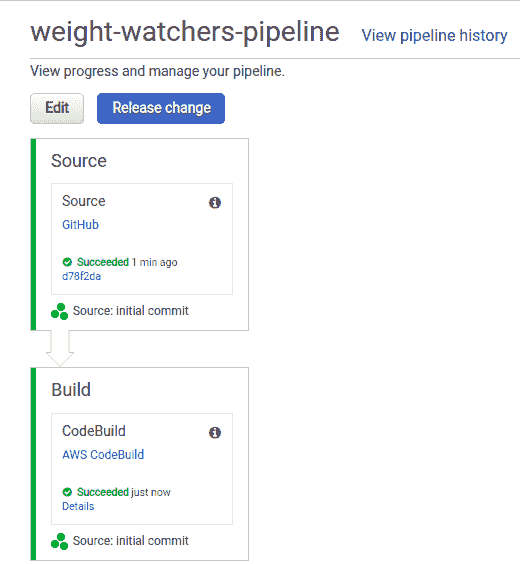 weight-watchers-pipeline View pipeline history
View progress and manage your pipeline.
Edit Release change
Source
Source
GitHub
Succeeded 1 min ago
d78f2da
Source: initial commit
Build
CodeBuild
AWS CodeBuild
Succeeded just now
Details
Source: initial commit